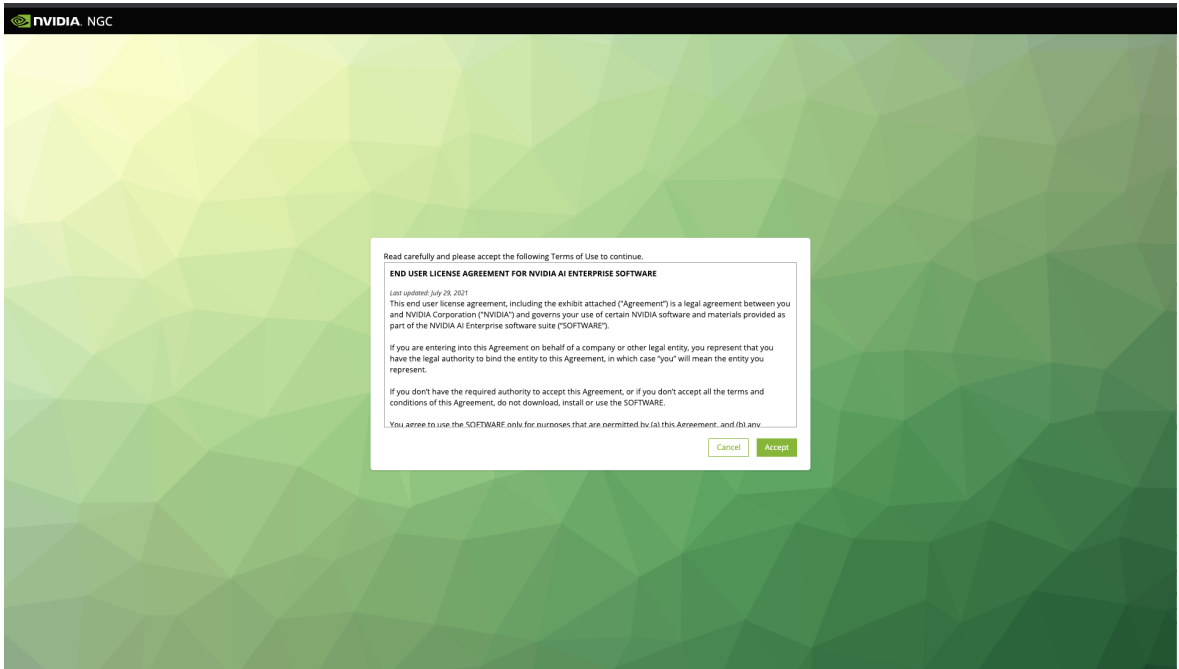 NVIDIA. NGC
Read carefully and please accept the following Terms of Use to continue.
END USER LICENSE AGREEMENT FOR NVIDIA AI ENTERPRISE SOFTWARE
Last updated: July 29, 2021
This end user license agreement, including the exhibit attached ("Agreement") is a legal agreement between you
and NVIDIA Corporation ("NVIDIA") and governs your use of certain NVIDIA software and materials provided as
part of the NVIDIA AI Enterprise software suite (“SOFTWARE”).
If you are entering into this Agreement on behalf of a company or other legal entity, you represent that you
have the legal authority to bind the entity to this Agreement, in which case “you” will mean the entity you
represent.
If you don’t have the required authority to accept this Agreement, or if you don’t accept all the terms and
conditions of this Agreement, do not download, install or use the SOFTWARE.
You agree to use the SOFTWARE only for purposes that are permitted by (a) this Agreement, and (b) any
Cancel Accept